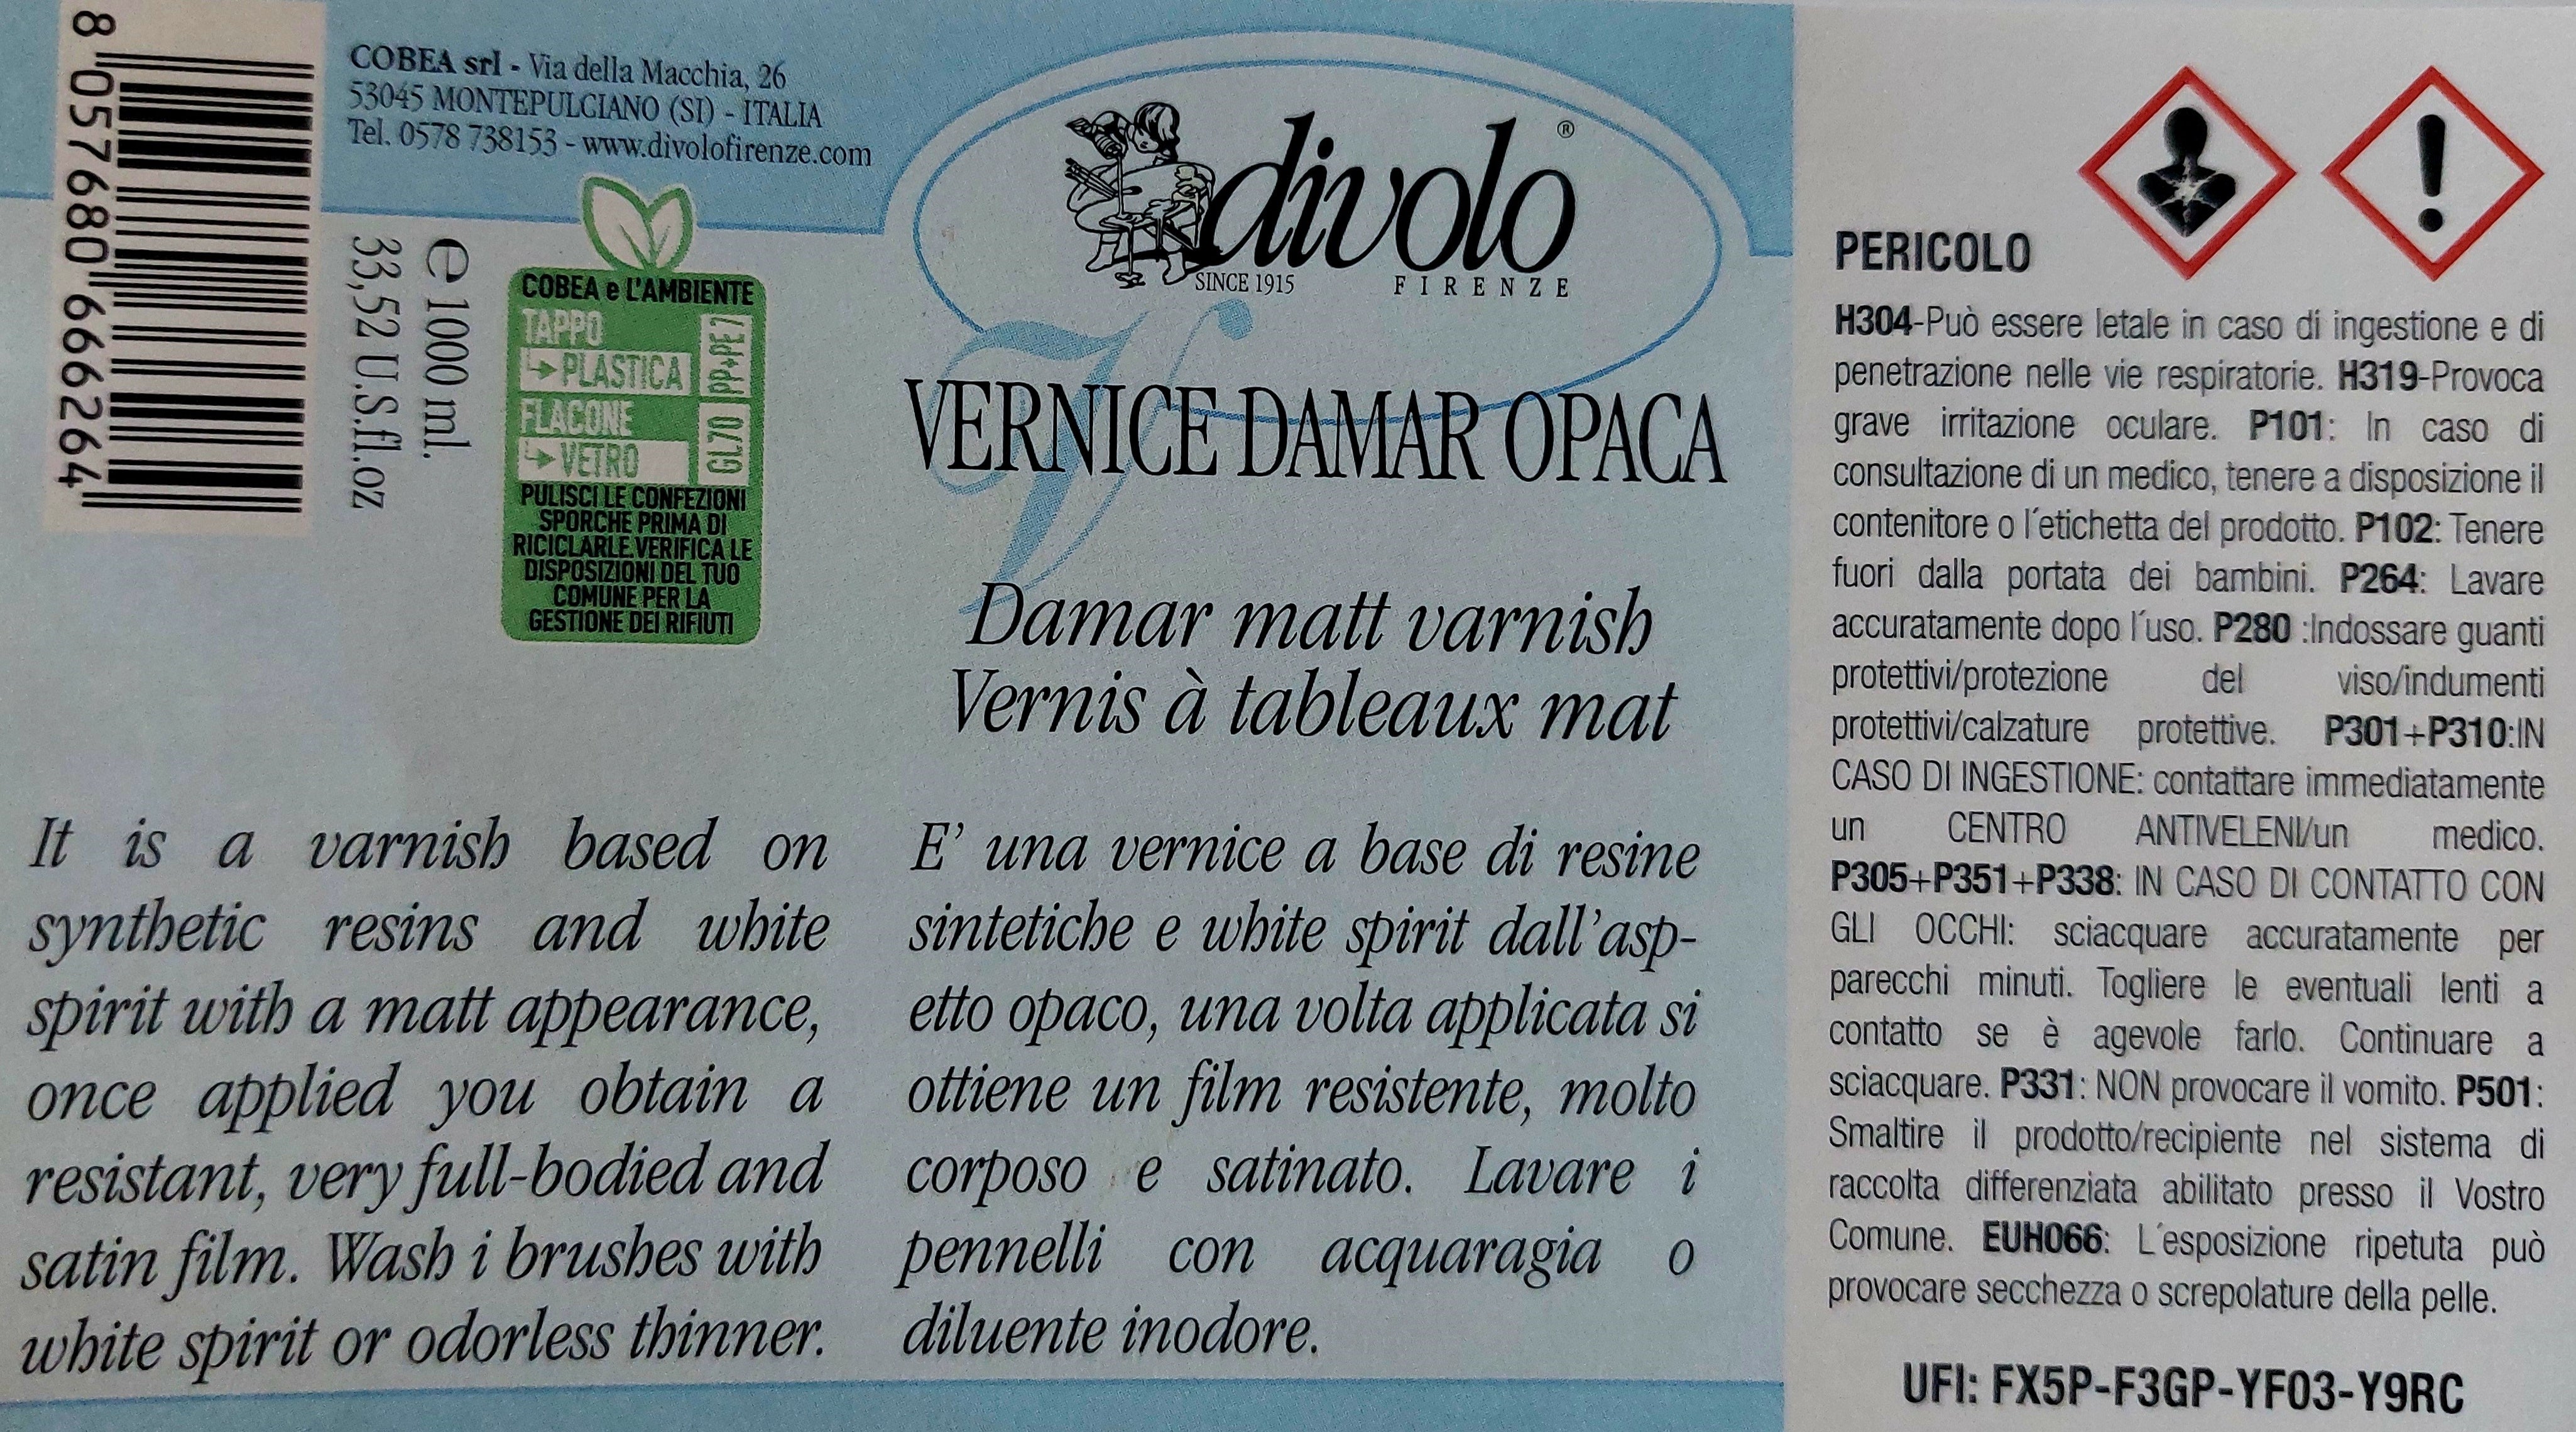 8 057680 666264
COBEA srl - Via della Macchia, 26
53045 MONTEPULCIANO (SI) - ITALIA
Tel. 0578 738153 - www.divolofirenze.com
e 1000 ml.
33,52 U.S.fl.oz
COBEA e L'AMBIENTE
TAPPO
PLASTICA
PP+PE 7
FLACONE
VETRO
GL70
PULISCI LE CONFEZIONI
SPORCHE PRIMA DI
RICICLARLE.VERIFICA LE
DISPOSIZIONI DEL TUO
COMUNE PER LA
GESTIONE DEI RIFIUTI
divolo ®
SINCE 1915 FIRENZE
V
VERNICE DAMAR OPACA
Damar matt varnish
Vernis à tableaux mat
It is a varnish based on
synthetic resins and white
spirit with a matt appearance,
once applied you obtain a
resistant, very full-bodied and
satin film. Wash i brushes with
white spirit or odorless thinner.
E' una vernice a base di resine
sintetiche e white spirit dall'asp-
etto opaco, una volta applicata si
ottiene un film resistente, molto
corposo e satinato. Lavare i
pennelli con acquaragia o
diluente inodore.
PERICOLO
H304-Può essere letale in caso di ingestione e di
penetrazione nelle vie respiratorie. H319-Provoca
grave irritazione oculare. P101: In caso di
consultazione di un medico, tenere a disposizione il
contenitore o l´etichetta del prodotto. P102: Tenere
fuori dalla portata dei bambini. P264: Lavare
accuratamente dopo l´uso. P280 :Indossare guanti
protettivi/protezione del viso/indumenti
protettivi/calzature protettive. P301+P310:IN
CASO DI INGESTIONE: contattare immediatamente
un CENTRO ANTIVELENI/un medico.
P305+P351+P338: IN CASO DI CONTATTO CON
GLI OCCHI: sciacquare accuratamente per
parecchi minuti. Togliere le eventuali lenti a
contatto se è agevole farlo. Continuare a
sciacquare. P331: NON provocare il vomito. P501:
Smaltire il prodotto/recipiente nel sistema di
raccolta differenziata abilitato presso il Vostro
Comune. EUH066: L´esposizione ripetuta può
provocare secchezza o screpolature della pelle.
UFI: FX5P-F3GP-YF03-Y9RC